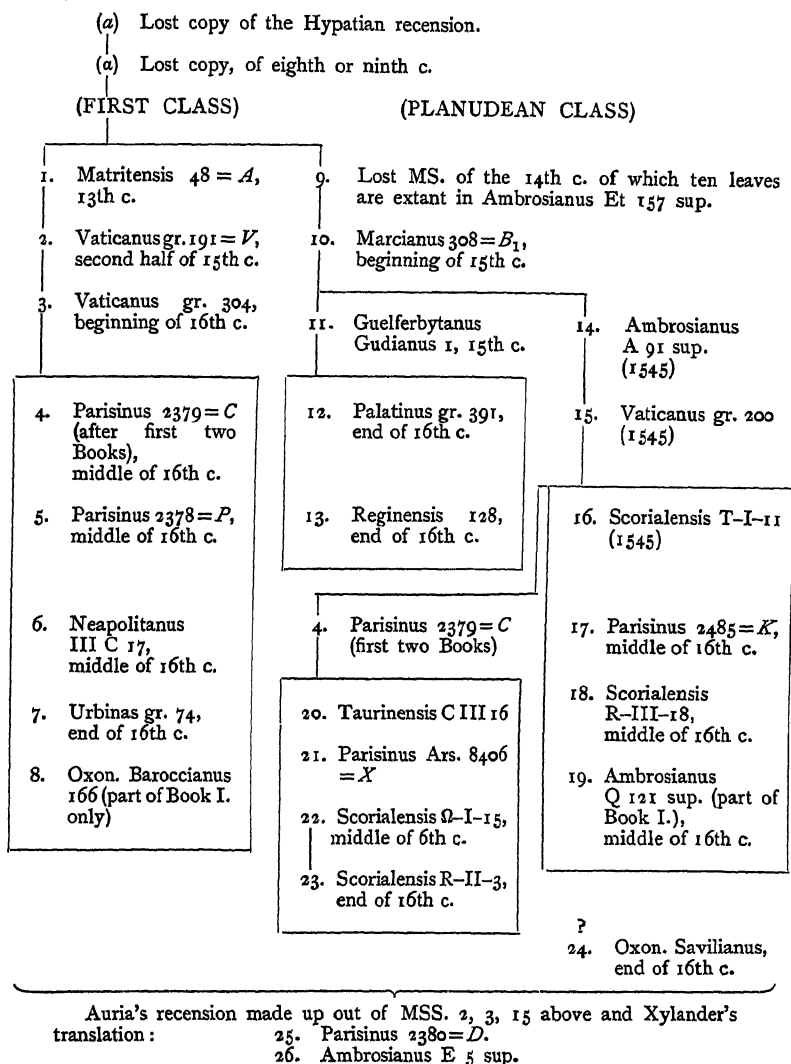 (a) Lost copy of the Hypatian recension.
(α) Lost copy, of eighth or ninth c.
(FIRST CLASS)
(PLANUDEAN CLASS)
1. Matritensis 48 = A,
13th c.
2. Vaticanus gr. 191 = V,
second half of 15th c.
3. Vaticanus gr. 304,
beginning of 16th c.
4. Parisinus 2379 = C
(after first two
Books),
middle of 16th c.
5. Parisinus 2378 = P,
middle of 16th c.
6. Neapolitanus
III C 17,
middle of 16th c.
7. Urbinas gr. 74,
end of 16th c.
8. Oxon. Baroccianus
166 (part of Book I.
only)
9. Lost MS. of the 14th c. of which ten leaves
are extant in Ambrosianus Et 157 sup.
10. Marcianus 308 = B₁,
beginning of 15th c.
11. Guelferbytanus
Gudianus 1, 15th c.
12. Palatinus gr. 391,
end of 16th c.
13. Reginensis 128,
end of 16th c.
14. Ambrosianus
A 91 sup.
(1545)
15. Vaticanus gr. 200
(1545)
16. Scorialensis T–I–11
(1545)
17. Parisinus 2485 = K,
middle of 16th c.
18. Scorialensis
R–III–18,
middle of 16th c.
19. Ambrosianus
Q 121 sup. (part of
Book I.),
middle of 16th c.
4. Parisinus 2379 = C
(first two Books)
20. Taurinensis C III 16
21. Parisinus Ars. 8406
= X
22. Scorialensis Ω–I–15,
middle of 6th c.
23. Scorialensis R–II–3,
end of 16th c.
?
24. Oxon. Savilianus,
end of 16th c.
Auria's recension made up out of MSS. 2, 3, 15 above and Xylander's
translation: 25. Parisinus 2380 = D.
26. Ambrosianus E 5 sup.